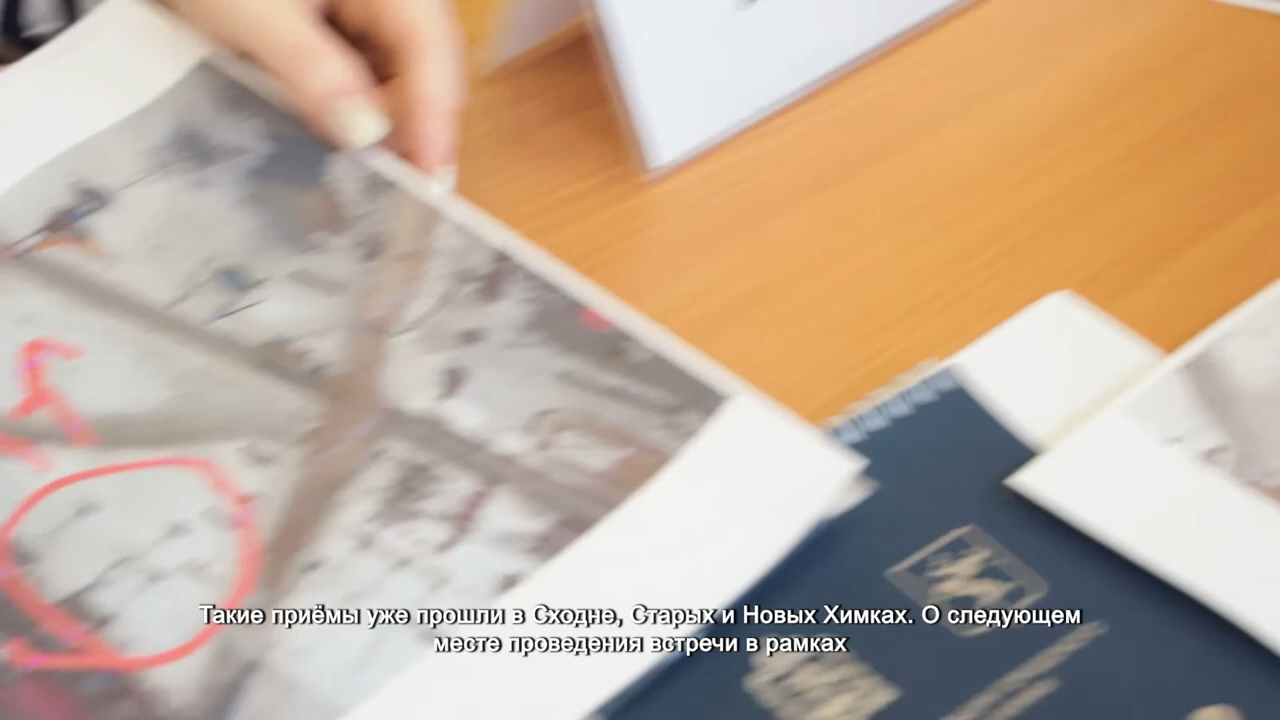 Такие приёмы уже прошли в Сходне, Старых и Новых Химках. О следующем
месте проведения встречи в рамках